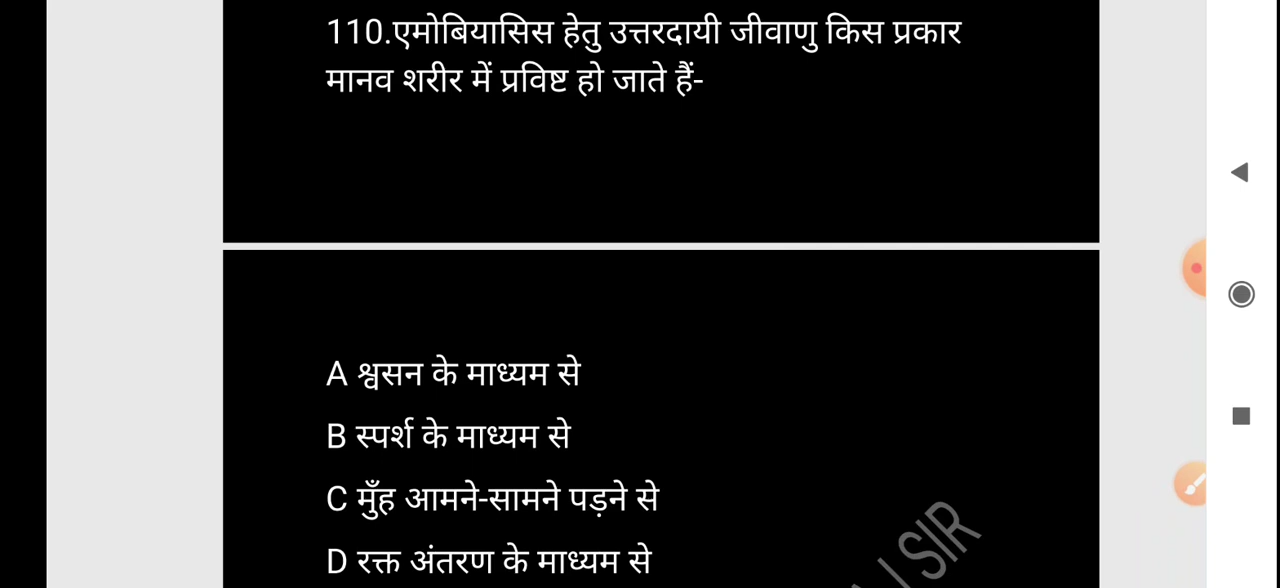 110.एमोबियासिस हेतु उत्तरदायी जीवाणु किस प्रकार
मानव शरीर में प्रविष्ट हो जाते हैं-
A श्वसन के माध्यम से
B स्पर्श के माध्यम से
C मुँह आमने-सामने पड़ने से
D रक्त अंतरण के माध्यम से
SIR